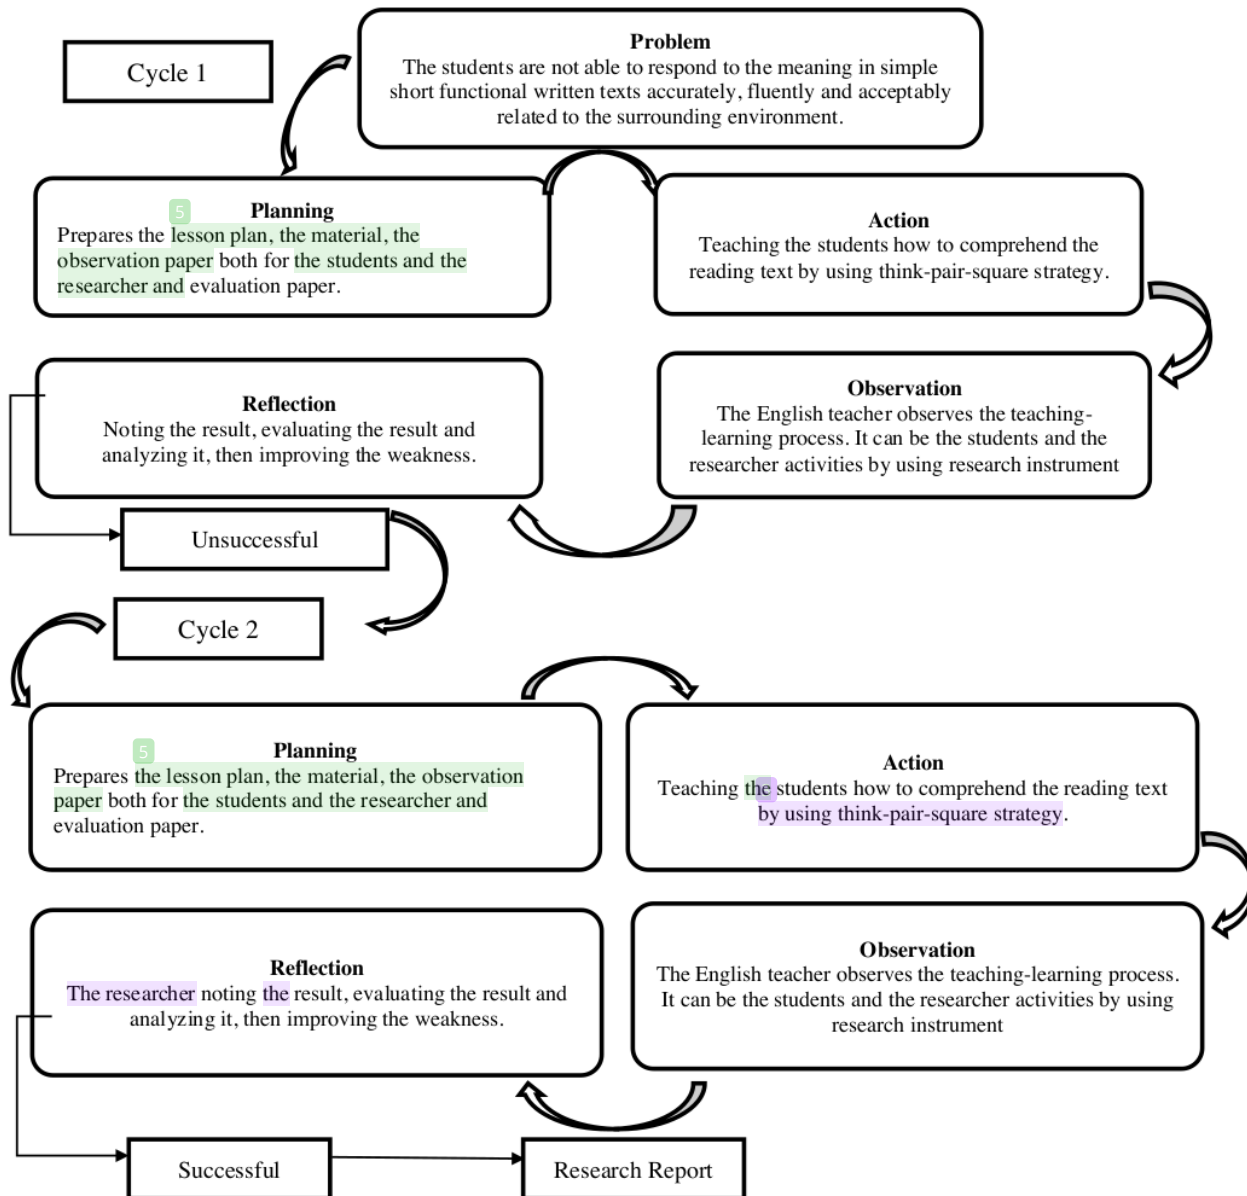 Cycle 1
Problem
The students are not able to respond to the meaning in simple
short functional written texts accurately, fluently and acceptably
related to the surrounding environment.
5
Planning
Prepares the lesson plan, the material, the
observation paper both for the students and the
researcher and evaluation paper.
Action
Teaching the students how to comprehend the
reading text by using think-pair-square strategy.
Reflection
Noting the result, evaluating the result and
analyzing it, then improving the weakness.
Observation
The English teacher observes the teaching-
learning process. It can be the students and the
researcher activities by using research instrument
Unsuccessful
Cycle 2
5
Planning
Prepares the lesson plan, the material, the observation
paper both for the students and the researcher and
evaluation paper.
Action
Teaching the students how to comprehend the reading text
by using think-pair-square strategy.
Reflection
The researcher noting the result, evaluating the result and
analyzing it, then improving the weakness.
Observation
The English teacher observes the teaching-learning process.
It can be the students and the researcher activities by using
research instrument
Successful
Research Report